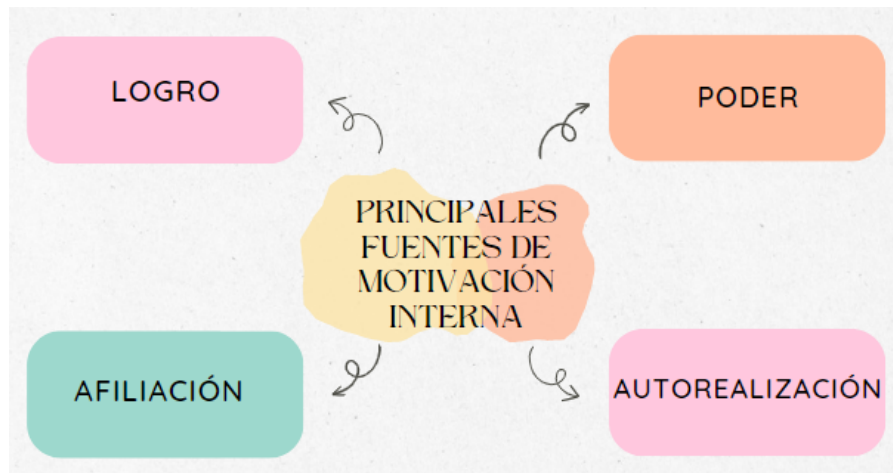 LOGRO
PODER
PRINCIPALES
FUENTES DE
MOTIVACIÓN
INTERNA
AFILIACIÓN
AUTOREALIZACIÓN